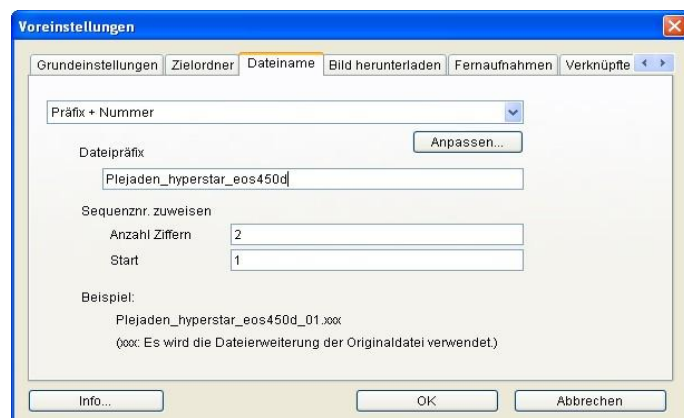 Voreinstellungen
Grundeinstellungen Zielordner Dateiname Bild herunterladen Fernaufnahmen Verknüpfte
Präfix + Nummer
Anpassen...
Dateipräfix
Plejaden_hyperstar_eos450d
Sequenznr. zuweisen
Anzahl Ziffern 2
Start 1
Beispiel:
Plejaden_hyperstar_eos450d_01.xxx
(xxx: Es wird die Dateierweiterung der Originaldatei verwendet.)
Info... OK Abbrechen